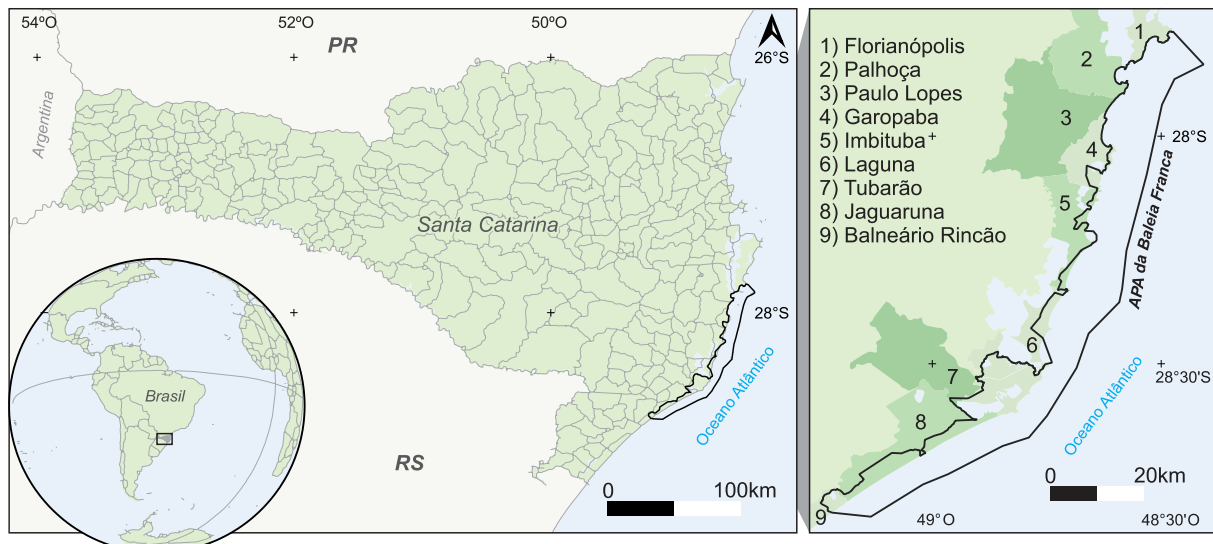 54ºO
52ºO
50ºO
PR
26°S
Argentina
Santa Catarina
28°S
Brasil
Oceano Atlântico
RS
0 100km
1) Florianópolis
2) Palhoça
3) Paulo Lopes
4) Garopaba
5) Imbituba⁺
6) Laguna
7) Tubarão
8) Jaguaruna
9) Balneário Rincão
1
2
3
28°S
4
APA da Baleia Franca
5
6
28°30'S
7
Oceano Atlântico
8
0 20km
9
49°O
48°30'O